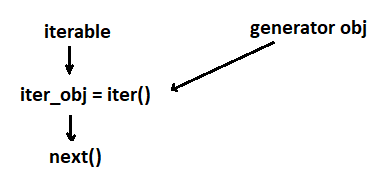 iterable
generator obj
iter_obj = iter()
next()